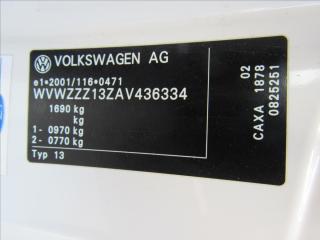 VOLKSWAGEN AG
e1*2001/116*0471
WVWZZZ13ZAV436334
1690 kg
kg
1- 0970 kg
2- 0770 kg
Typ 13
02
CAXA 1878
0825251